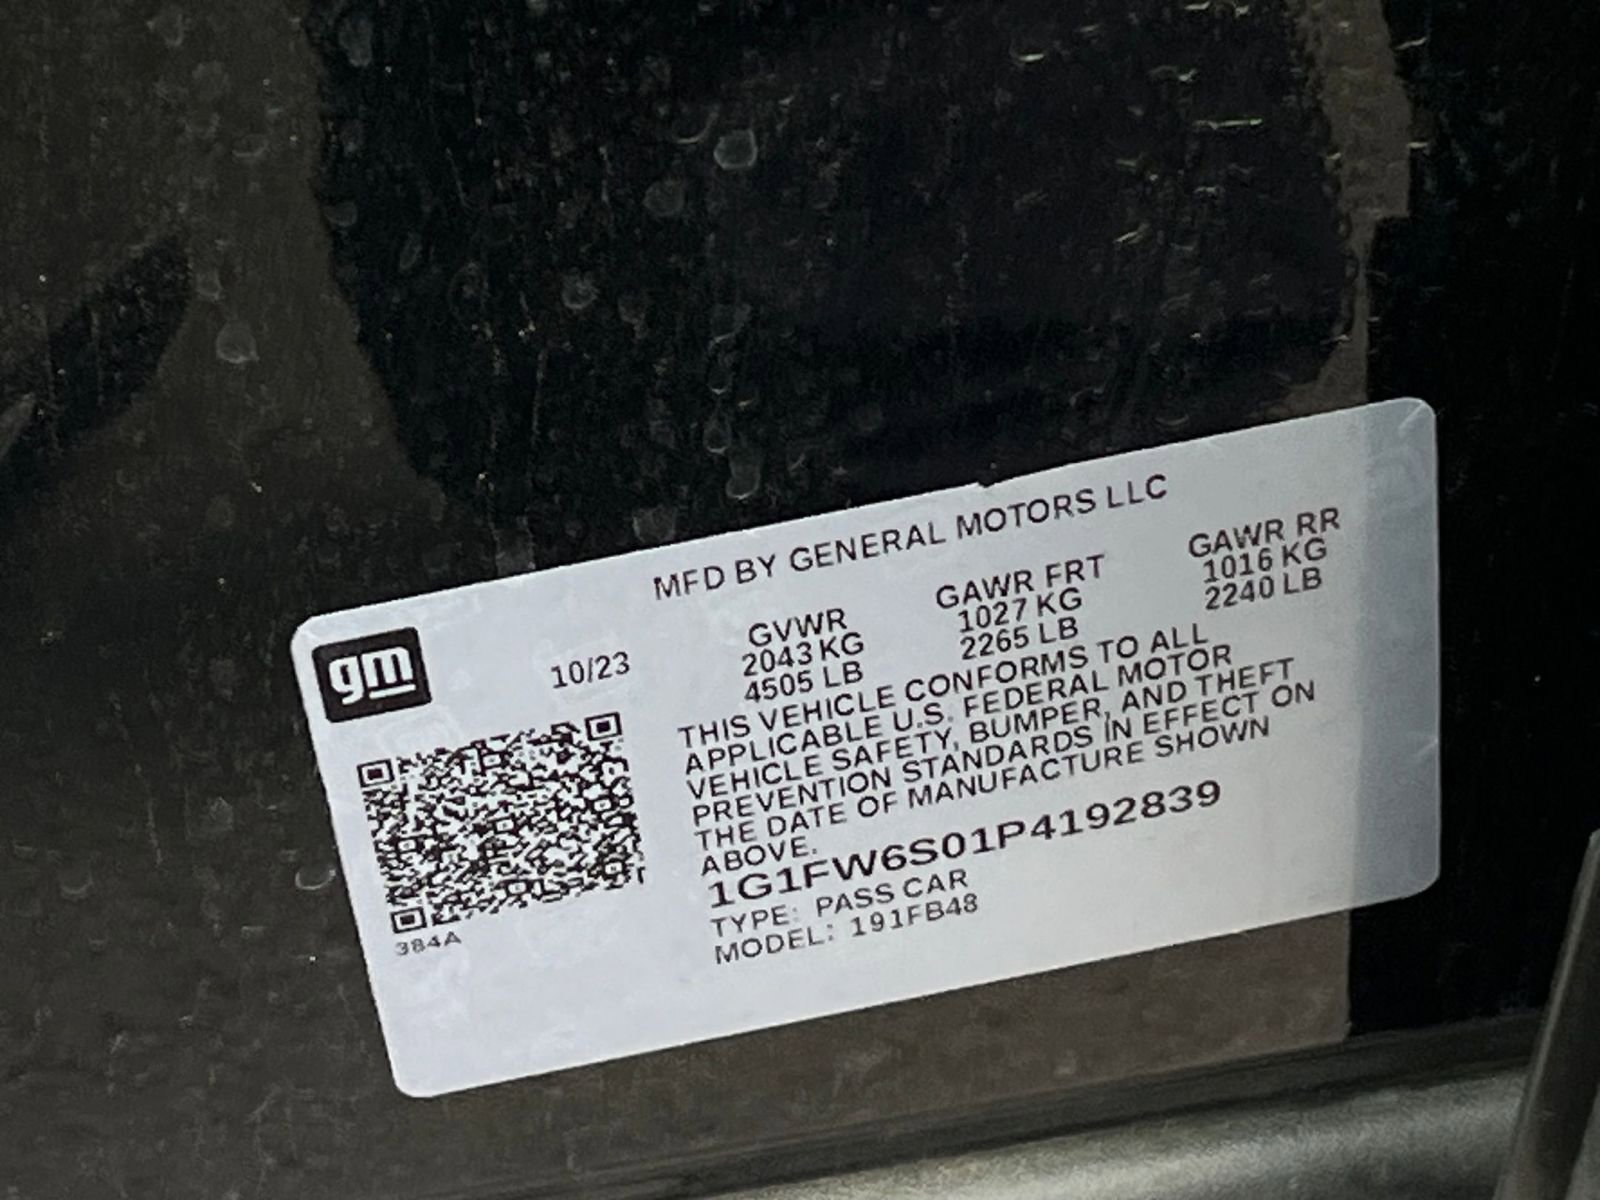 MFD BY GENERAL MOTORS LLC
gm
10/23
GVWR
2043 KG
4505 LB
GAWR FRT
1027 KG
2265 LB
GAWR RR
1016 KG
2240 LB
THIS VEHICLE CONFORMS TO ALL
APPLICABLE U.S. FEDERAL MOTOR
VEHICLE SAFETY, BUMPER, AND THEFT
PREVENTION STANDARDS IN EFFECT ON
THE DATE OF MANUFACTURE SHOWN
ABOVE.
1G1FW6S01P4192839
TYPE: PASS CAR
MODEL: 191FB48
384A